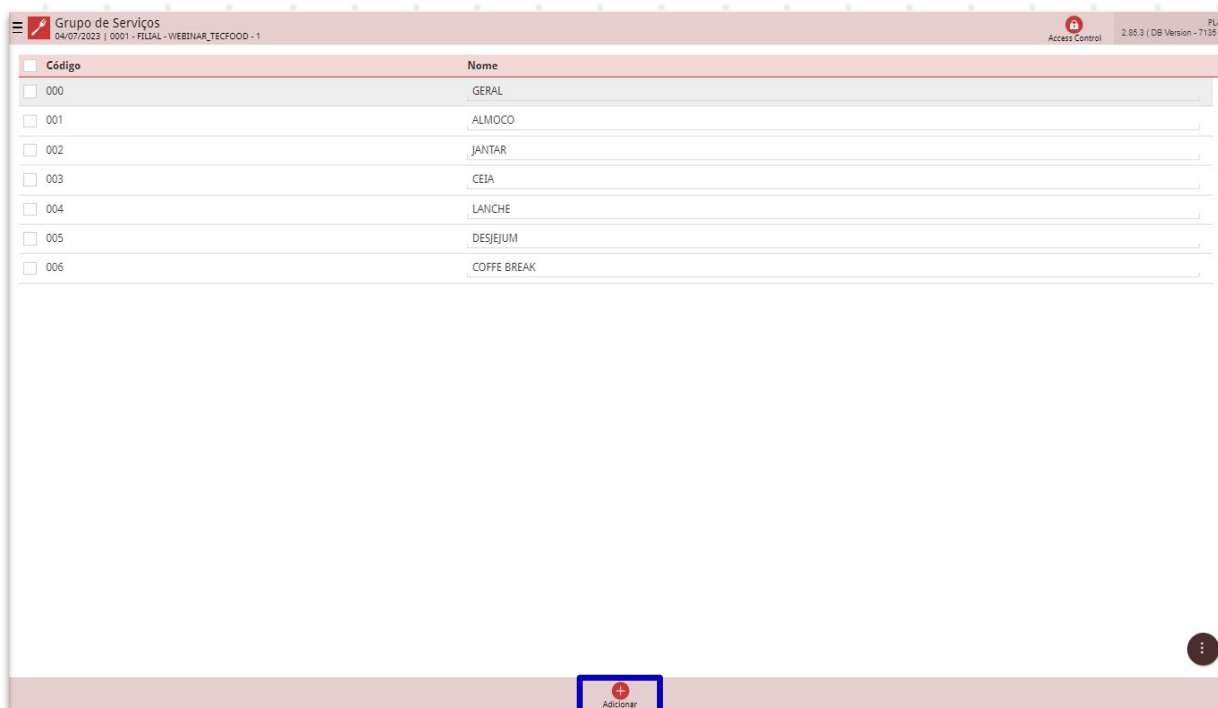 Grupo de Serviços
04/07/2023 | 0001 - FILIAL - WEBINAR_TECFOOD - 1
Access Control
PL
2.85.3 ( DB Version - 7135
Código Nome
000 GERAL
001 ALMOCO
002 JANTAR
003 CEIA
004 LANCHE
005 DESJEJUM
006 COFFE BREAK
Adicionar